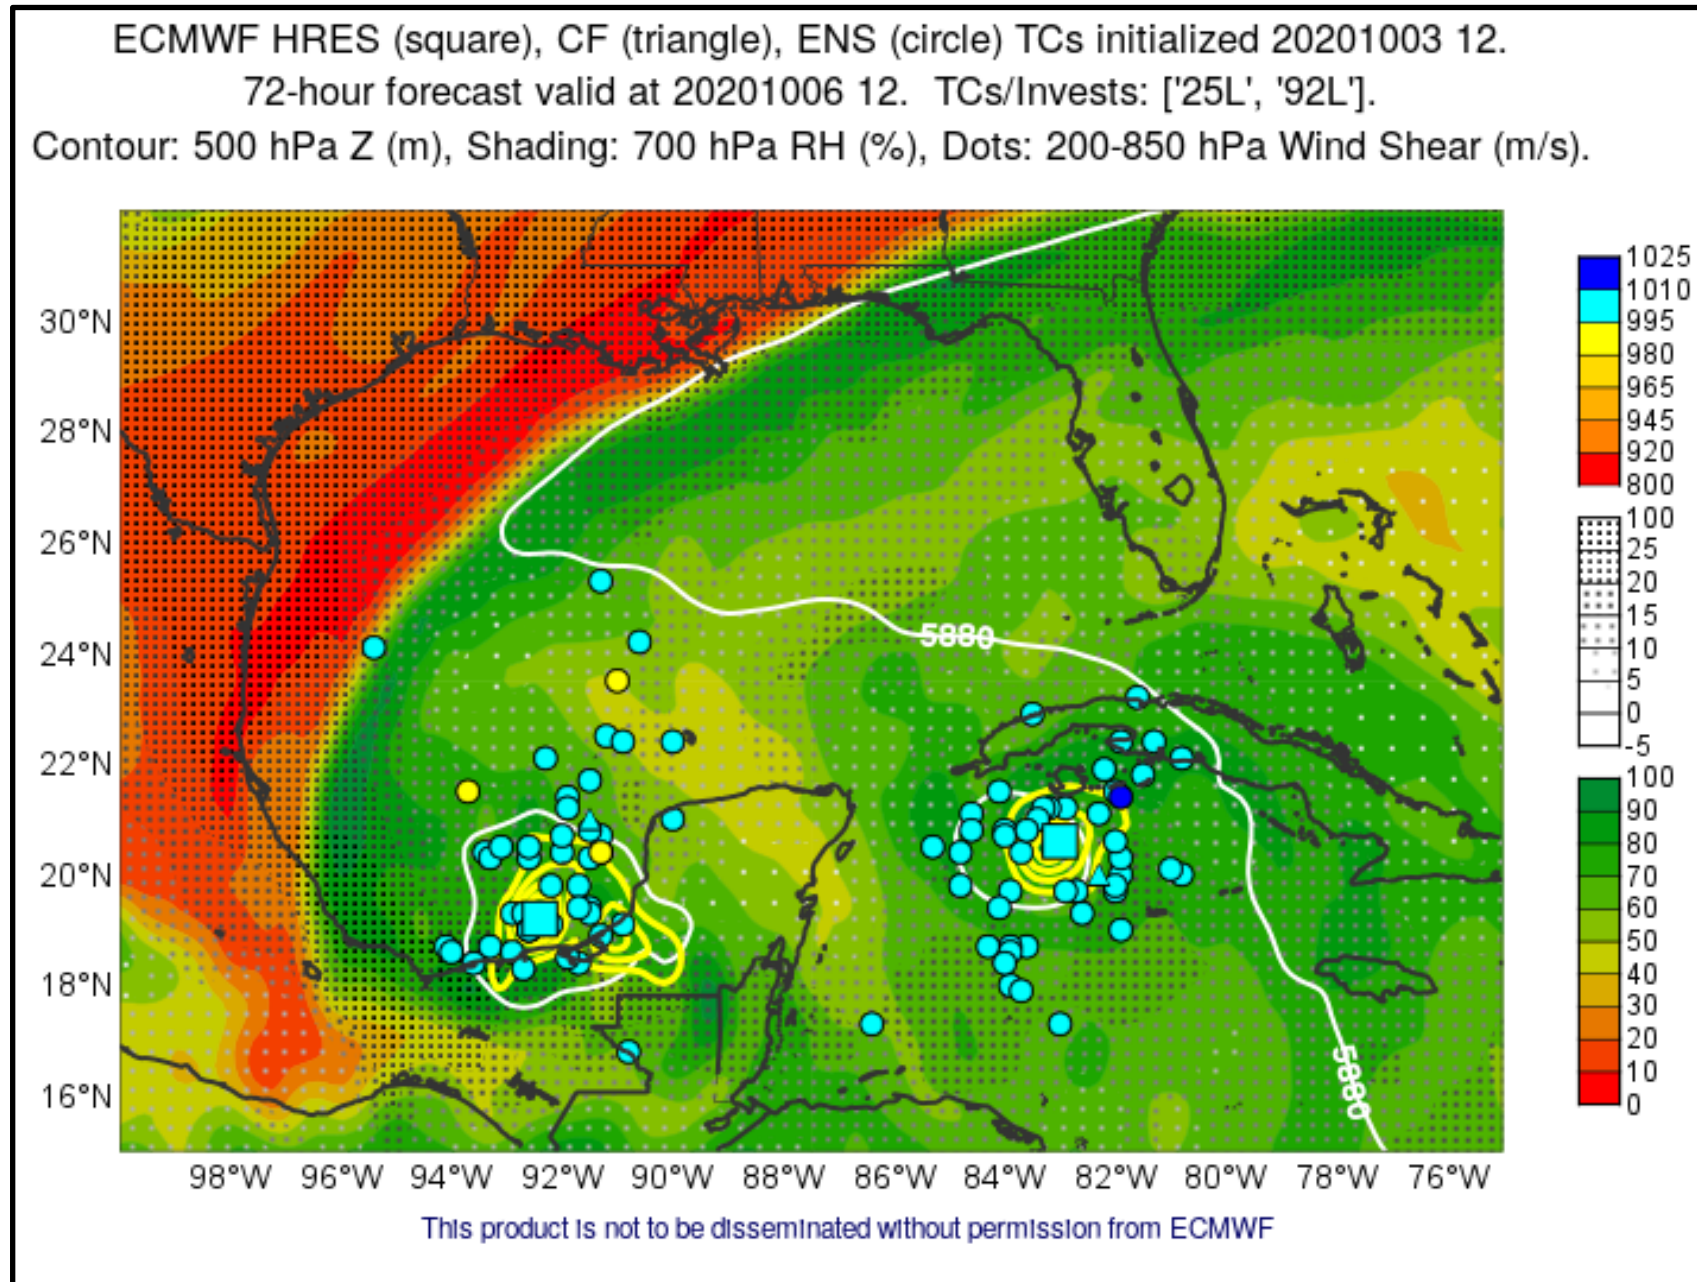 ECMWF HRES (square), CF (triangle), ENS (circle) TCs initialized 20201003 12.
72-hour forecast valid at 20201006 12.  TCs/Invests: ['25L', '92L'].
Contour: 500 hPa Z (m), Shading: 700 hPa RH (%), Dots: 200-850 hPa Wind Shear (m/s).
30°N
28°N
26°N
24°N
22°N
20°N
18°N
16°N
5880
5880
98°W 96°W 94°W 92°W 90°W 88°W 86°W 84°W 82°W 80°W 78°W 76°W
1025
1010
995
980
965
945
920
800
100
25
20
15
10
5
0
-5
100
90
80
70
60
50
40
30
20
10
0
This product is not to be disseminated without permission from ECMWF